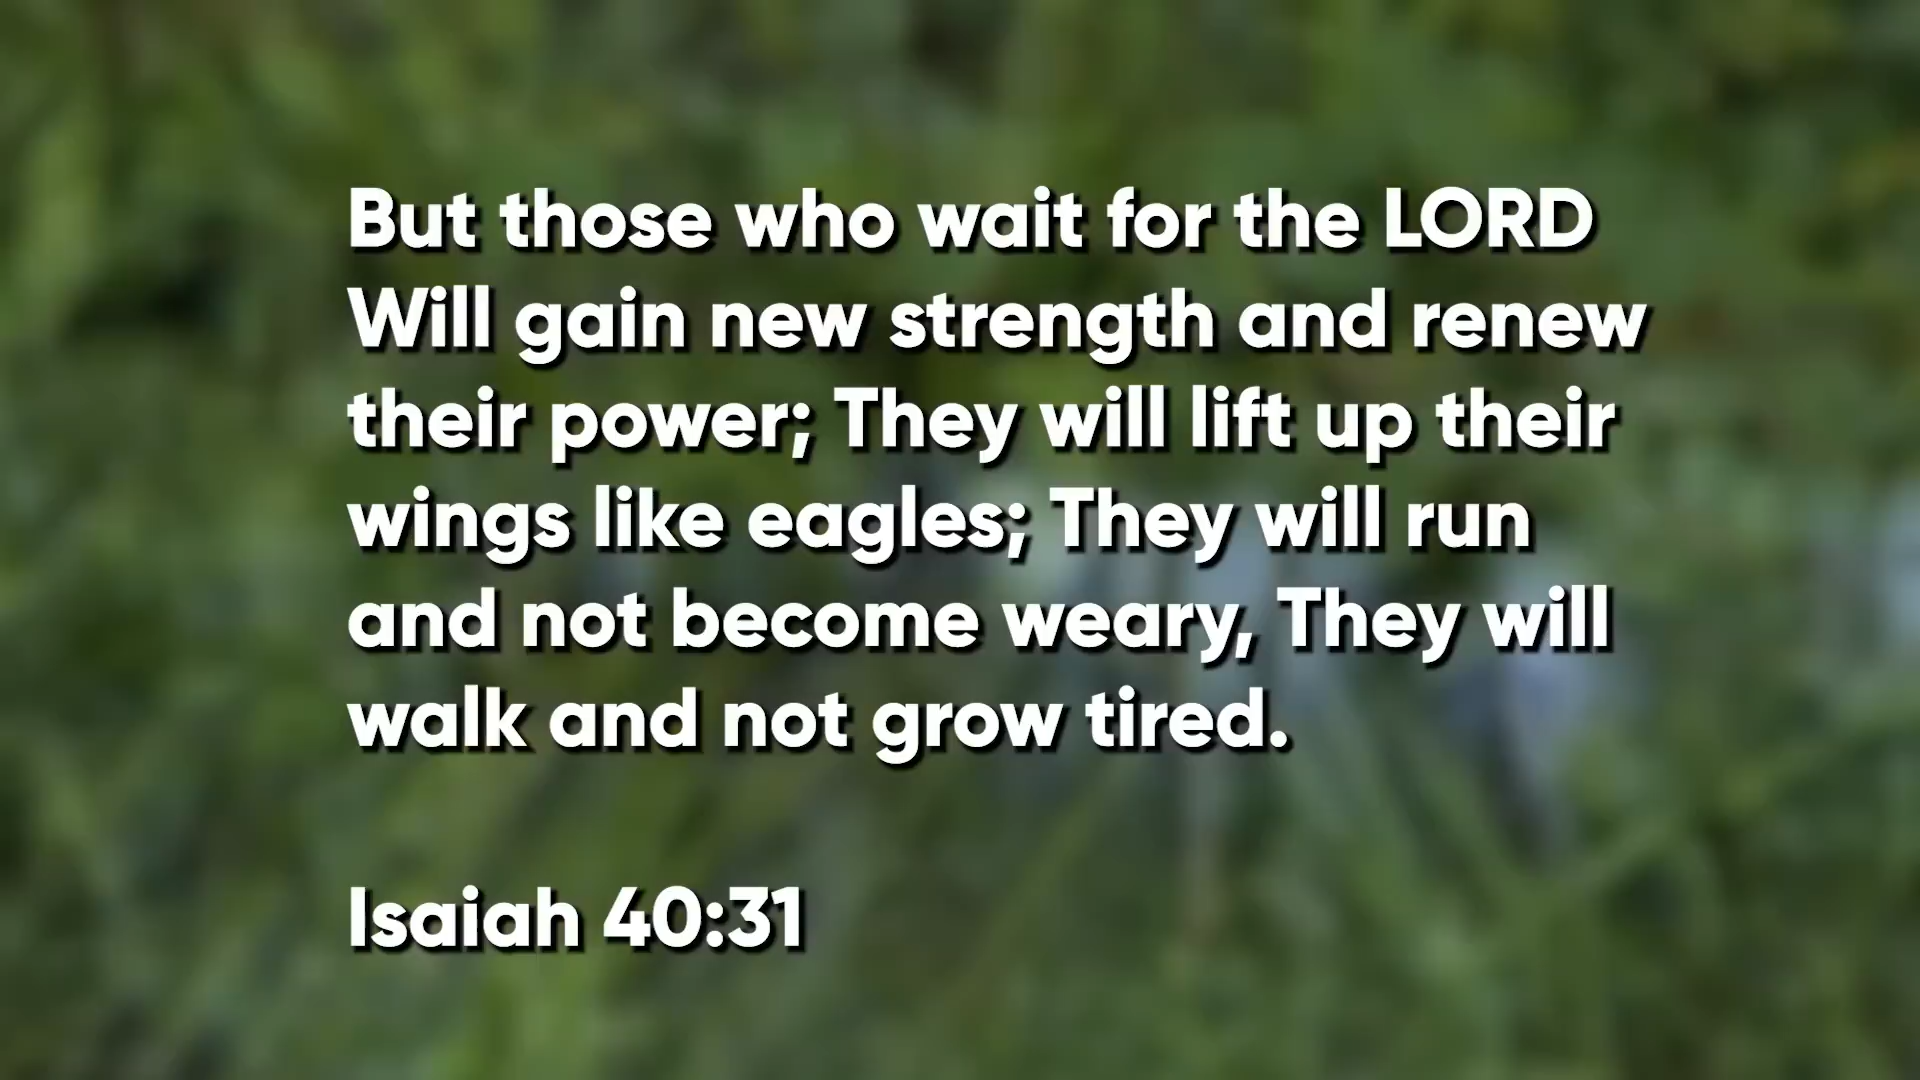 But those who wait for the LORD
Will gain new strength and renew
their power; They will lift up their
wings like eagles; They will run
and not become weary, They will
walk and not grow tired.
Isaiah 40:31